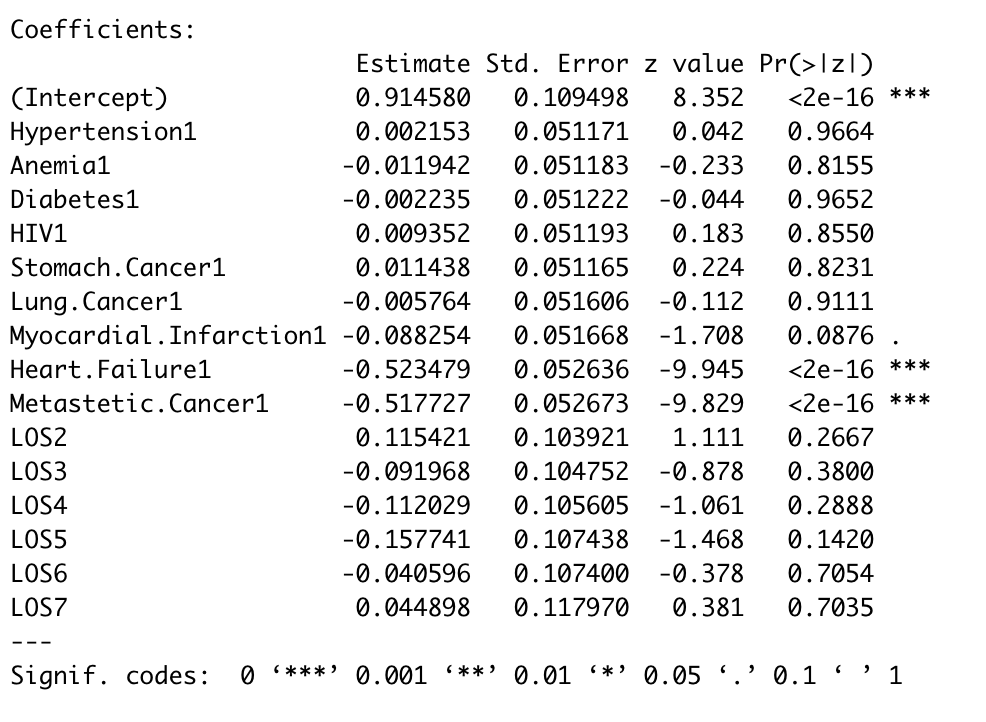 Coefficients:
Estimate Std. Error z value Pr(>|z|)
(Intercept) 0.914580 0.109498 8.352 <2e-16 ***
Hypertension1 0.002153 0.051171 0.042 0.9664
Anemia1 -0.011942 0.051183 -0.233 0.8155
Diabetes1 -0.002235 0.051222 -0.044 0.9652
HIV1 0.009352 0.051193 0.183 0.8550
Stomach.Cancer1 0.011438 0.051165 0.224 0.8231
Lung.Cancer1 -0.005764 0.051606 -0.112 0.9111
Myocardial.Infarction1 -0.088254 0.051668 -1.708 0.0876 .
Heart.Failure1 -0.523479 0.052636 -9.945 <2e-16 ***
Metastetic.Cancer1 -0.517727 0.052673 -9.829 <2e-16 ***
LOS2 0.115421 0.103921 1.111 0.2667
LOS3 -0.091968 0.104752 -0.878 0.3800
LOS4 -0.112029 0.105605 -1.061 0.2888
LOS5 -0.157741 0.107438 -1.468 0.1420
LOS6 -0.040596 0.107400 -0.378 0.7054
LOS7 0.044898 0.117970 0.381 0.7035
---
Signif. codes: 0 ‘***’ 0.001 ‘**’ 0.01 ‘*’ 0.05 ‘.’ 0.1 ‘ ’ 1